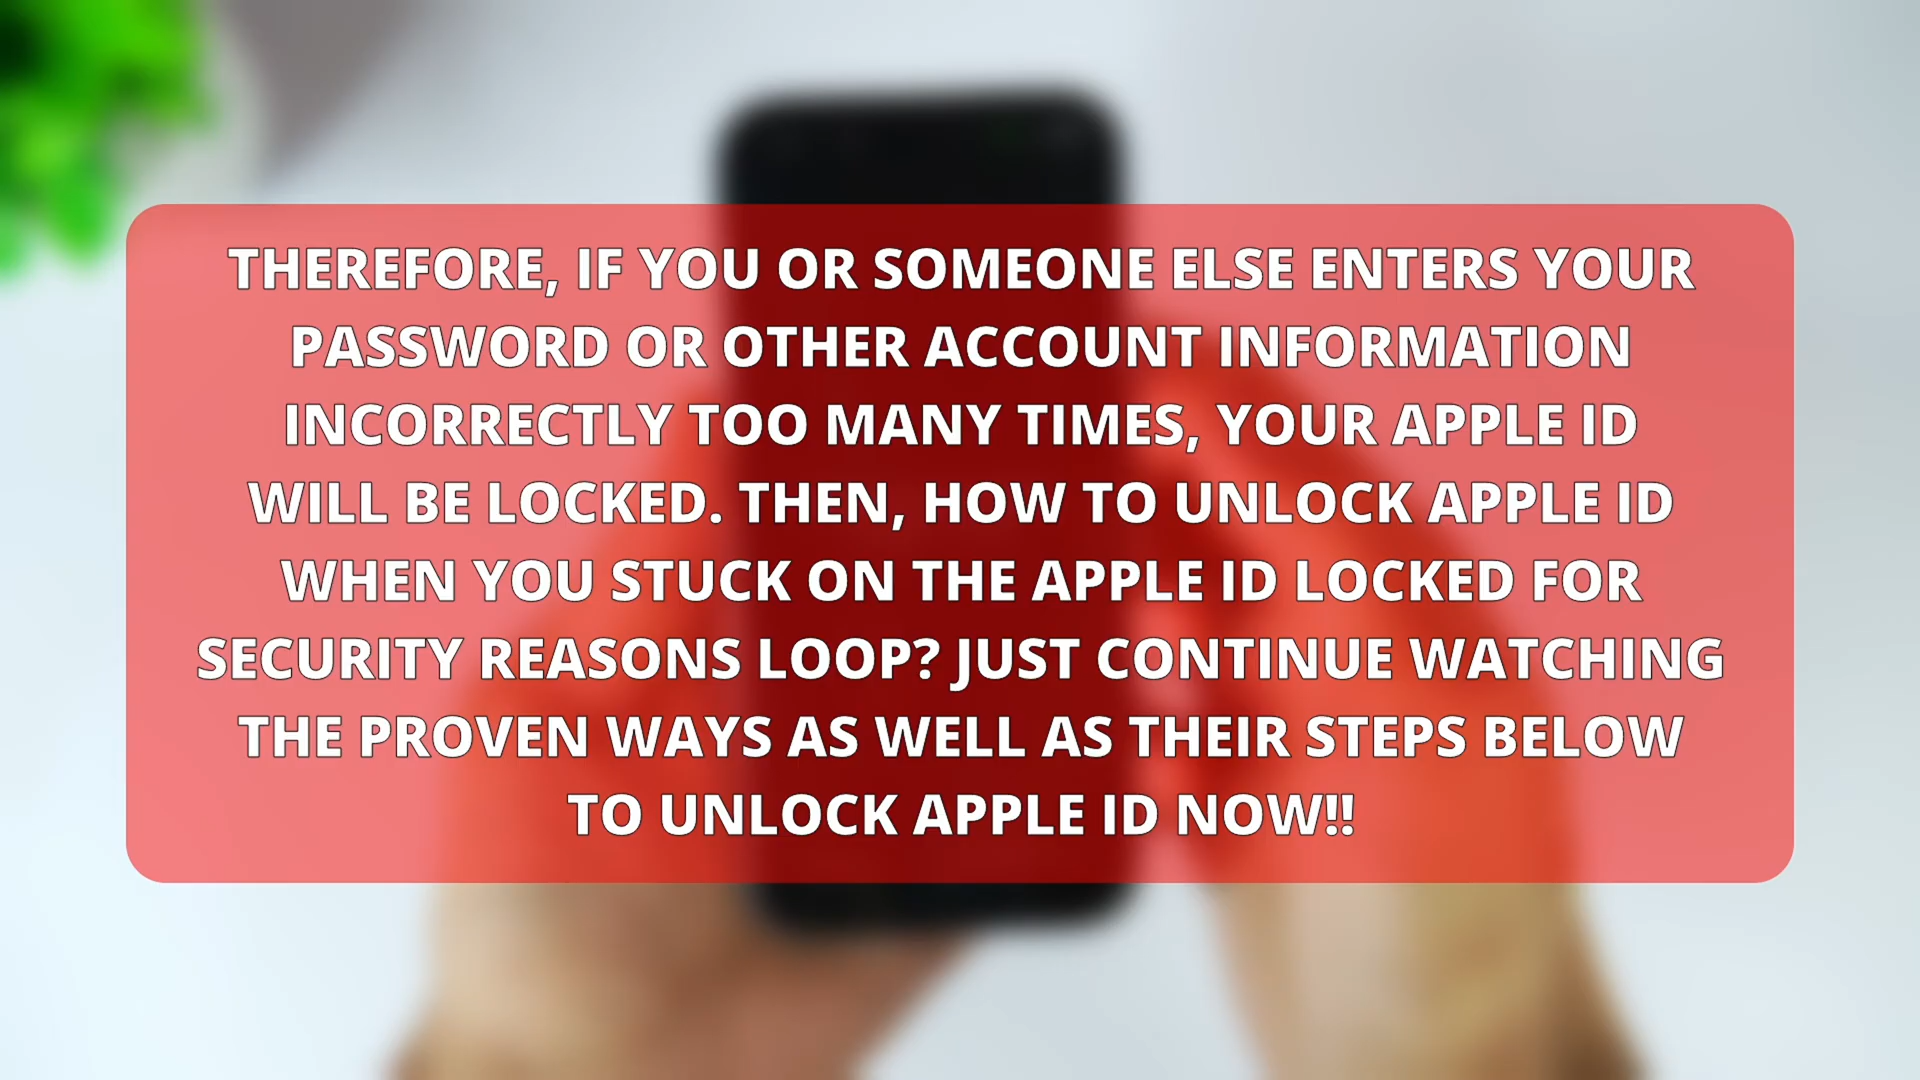 THEREFORE, IF YOU OR SOMEONE ELSE ENTERS YOUR
PASSWORD OR OTHER ACCOUNT INFORMATION
INCORRECTLY TOO MANY TIMES, YOUR APPLE ID
WILL BE LOCKED. THEN, HOW TO UNLOCK APPLE ID
WHEN YOU STUCK ON THE APPLE ID LOCKED FOR
SECURITY REASONS LOOP? JUST CONTINUE WATCHING
THE PROVEN WAYS AS WELL AS THEIR STEPS BELOW
TO UNLOCK APPLE ID NOW!!